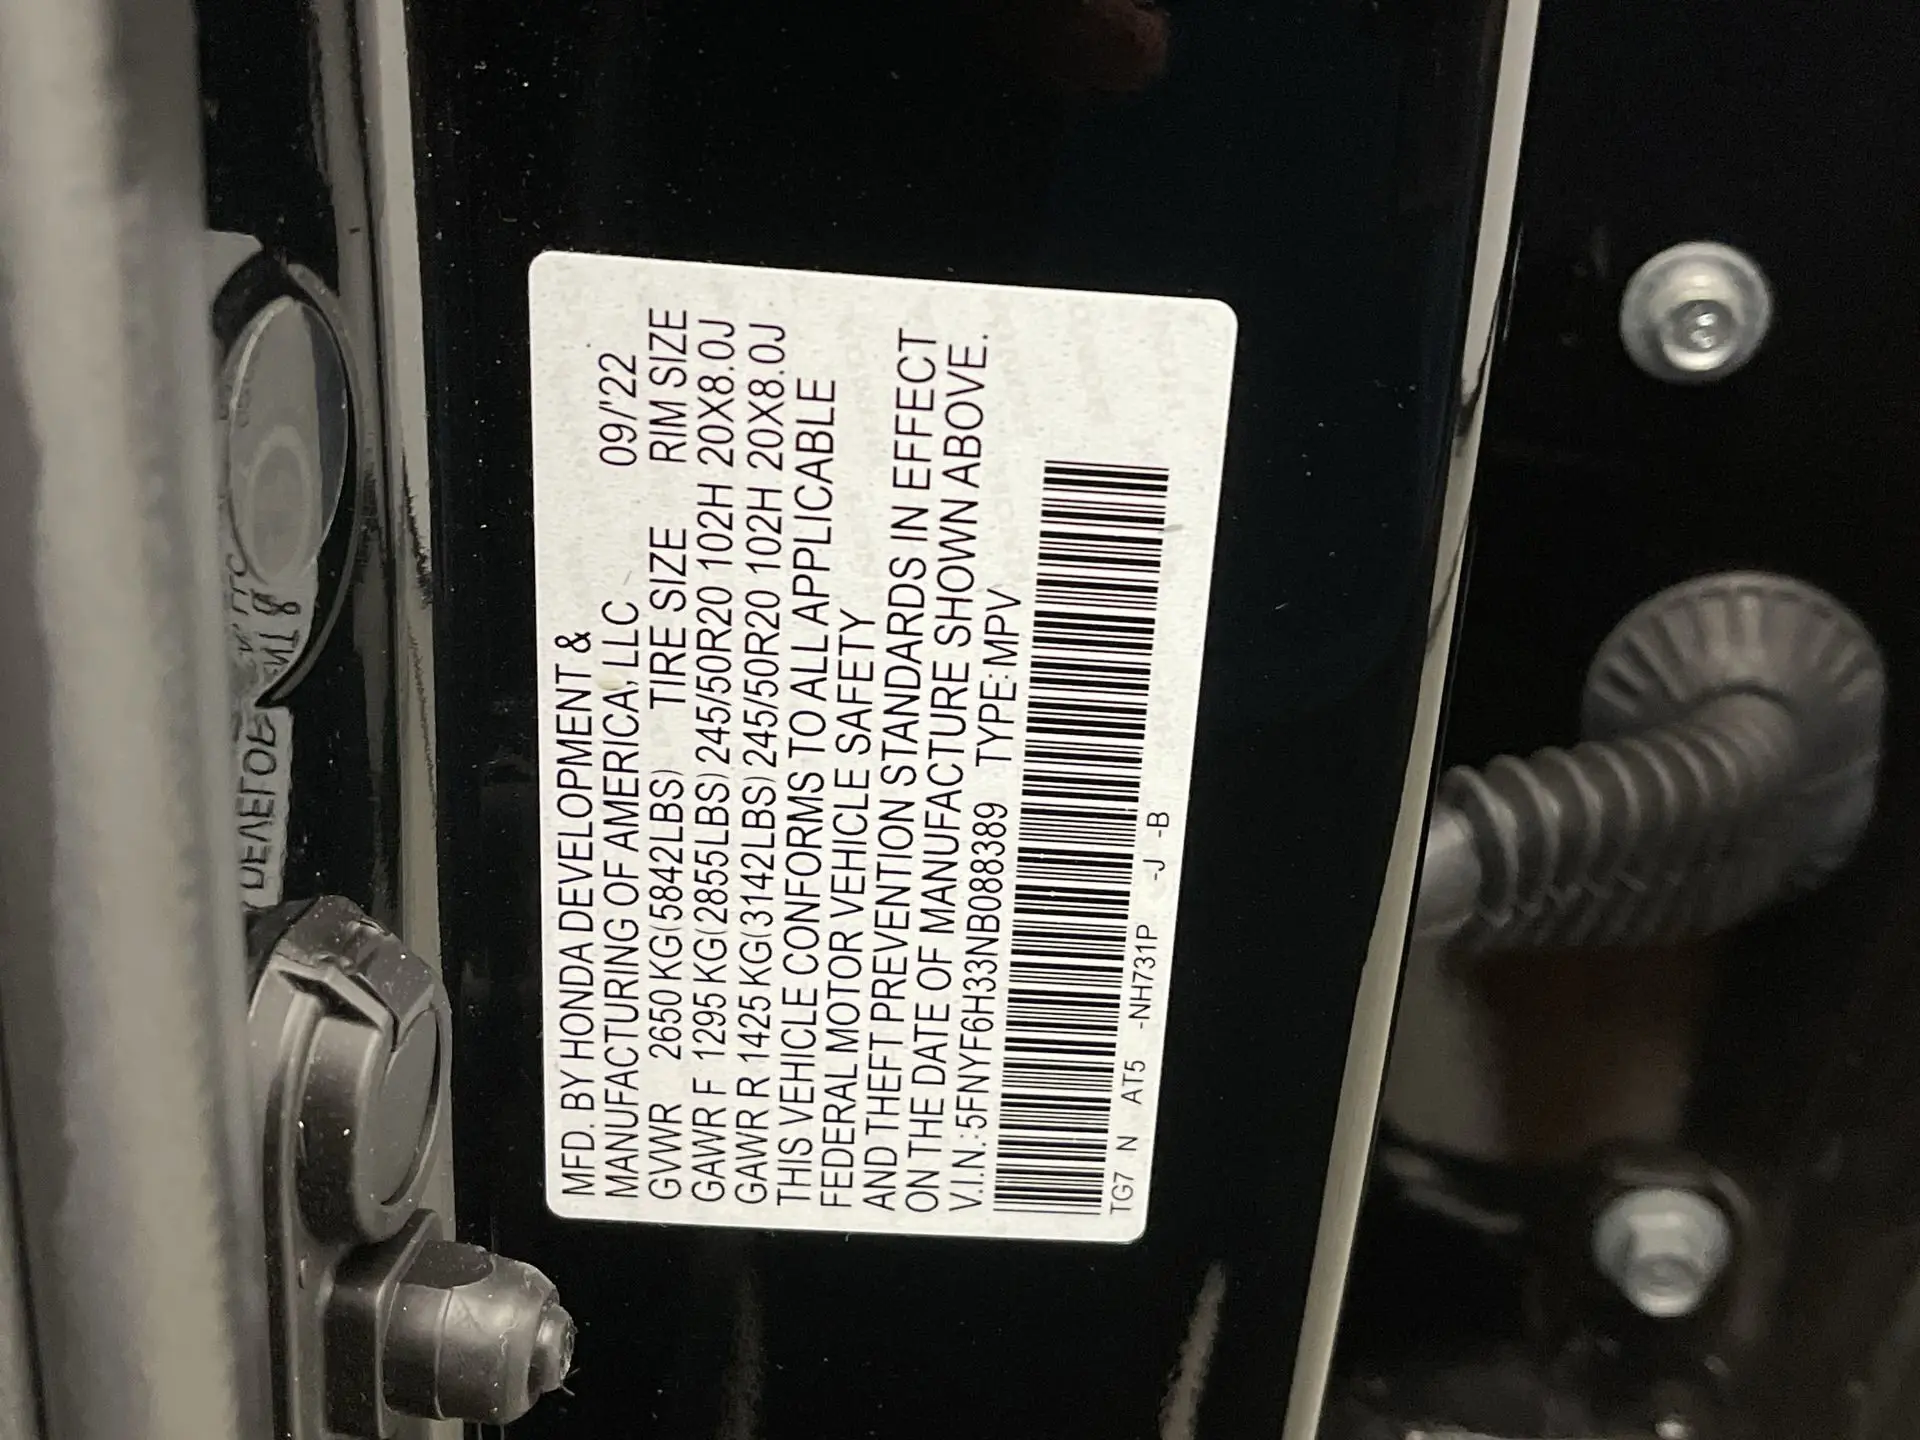 MFD. BY HONDA DEVELOPMENT &
MANUFACTURING OF AMERICA, LLC 09/'22
GVWR 2650 KG(5842LBS) TIRE SIZE RIM SIZE
GAWR F 1295 KG(2855LBS) 245/50R20 102H 20X8.0J
GAWR R 1425 KG(3142LBS) 245/50R20 102H 20X8.0J
THIS VEHICLE CONFORMS TO ALL APPLICABLE
FEDERAL MOTOR VEHICLE SAFETY
AND THEFT PREVENTION STANDARDS IN EFFECT
ON THE DATE OF MANUFACTURE SHOWN ABOVE.
V.I.N.: 5FNYF6H33NB088389 TYPE: MPV
TG7 N AT5 -NH731P -J -B